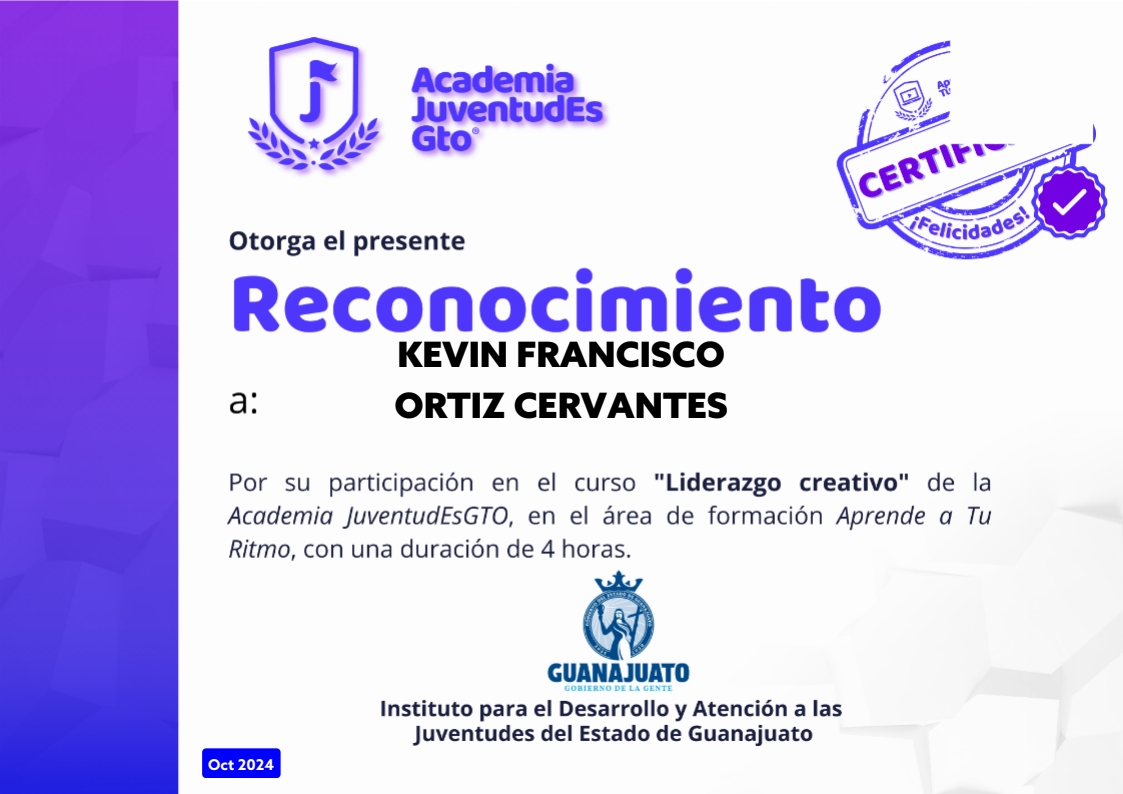 Academia
JuventudEs
Gto®
¡Felicidades!
Otorga el presente
Reconocimiento
KEVIN FRANCISCO
a: ORTIZ CERVANTES
Por su participación en el curso "Liderazgo creativo" de la
Academia JuventudEsGTO, en el área de formación Aprende a Tu
Ritmo, con una duración de 4 horas.
GUANAJUATO
GOBIERNO DE LA GENTE
Instituto para el Desarrollo y Atención a las
Juventudes del Estado de Guanajuato
Oct 2024